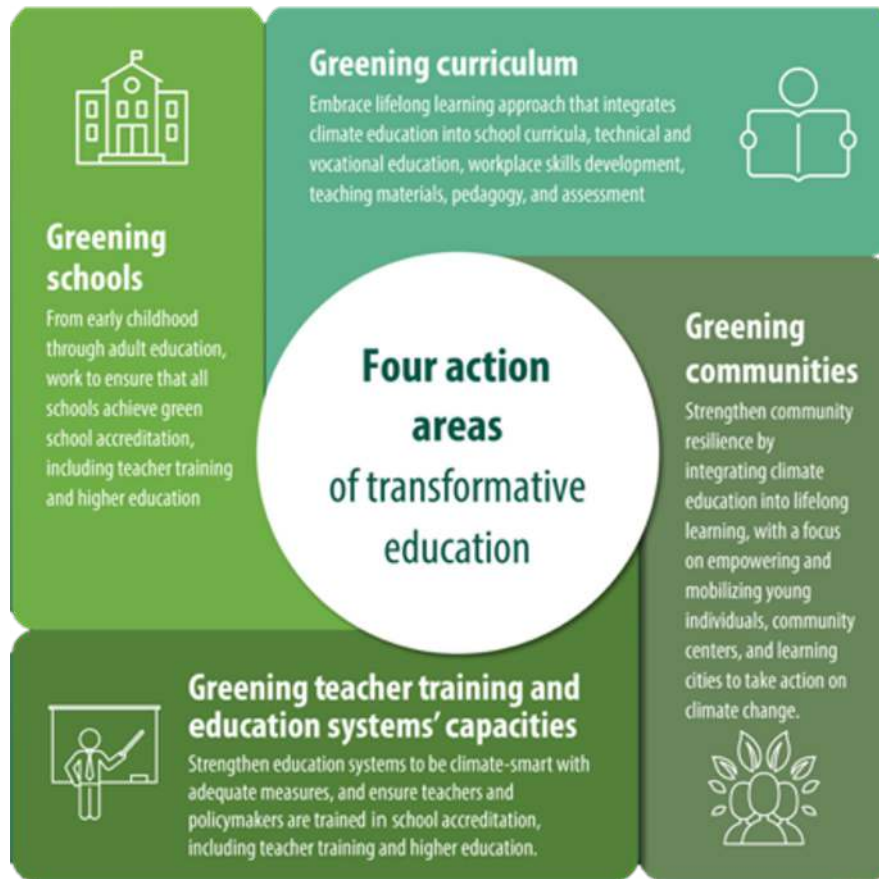 Greening curriculum
Embrace lifelong learning approach that integrates
climate education into school curricula, technical and
vocational education, workplace skills development,
teaching materials, pedagogy, and assessment
Greening
schools
From early childhood
through adult education,
work to ensure that all
schools achieve green
school accreditation,
including teacher training
and higher education
Four action
areas
of transformative
education
Greening
communities
Strengthen community
resilience by
integrating climate
education into lifelong
learning, with a focus
on empowering and
mobilizing young
individuals, community
centers, and learning
cities to take action on
climate change.
Greening teacher training and
education systems’ capacities
Strengthen education systems to be climate-smart with
adequate measures, and ensure teachers and
policymakers are trained in school accreditation,
including teacher training and higher education.